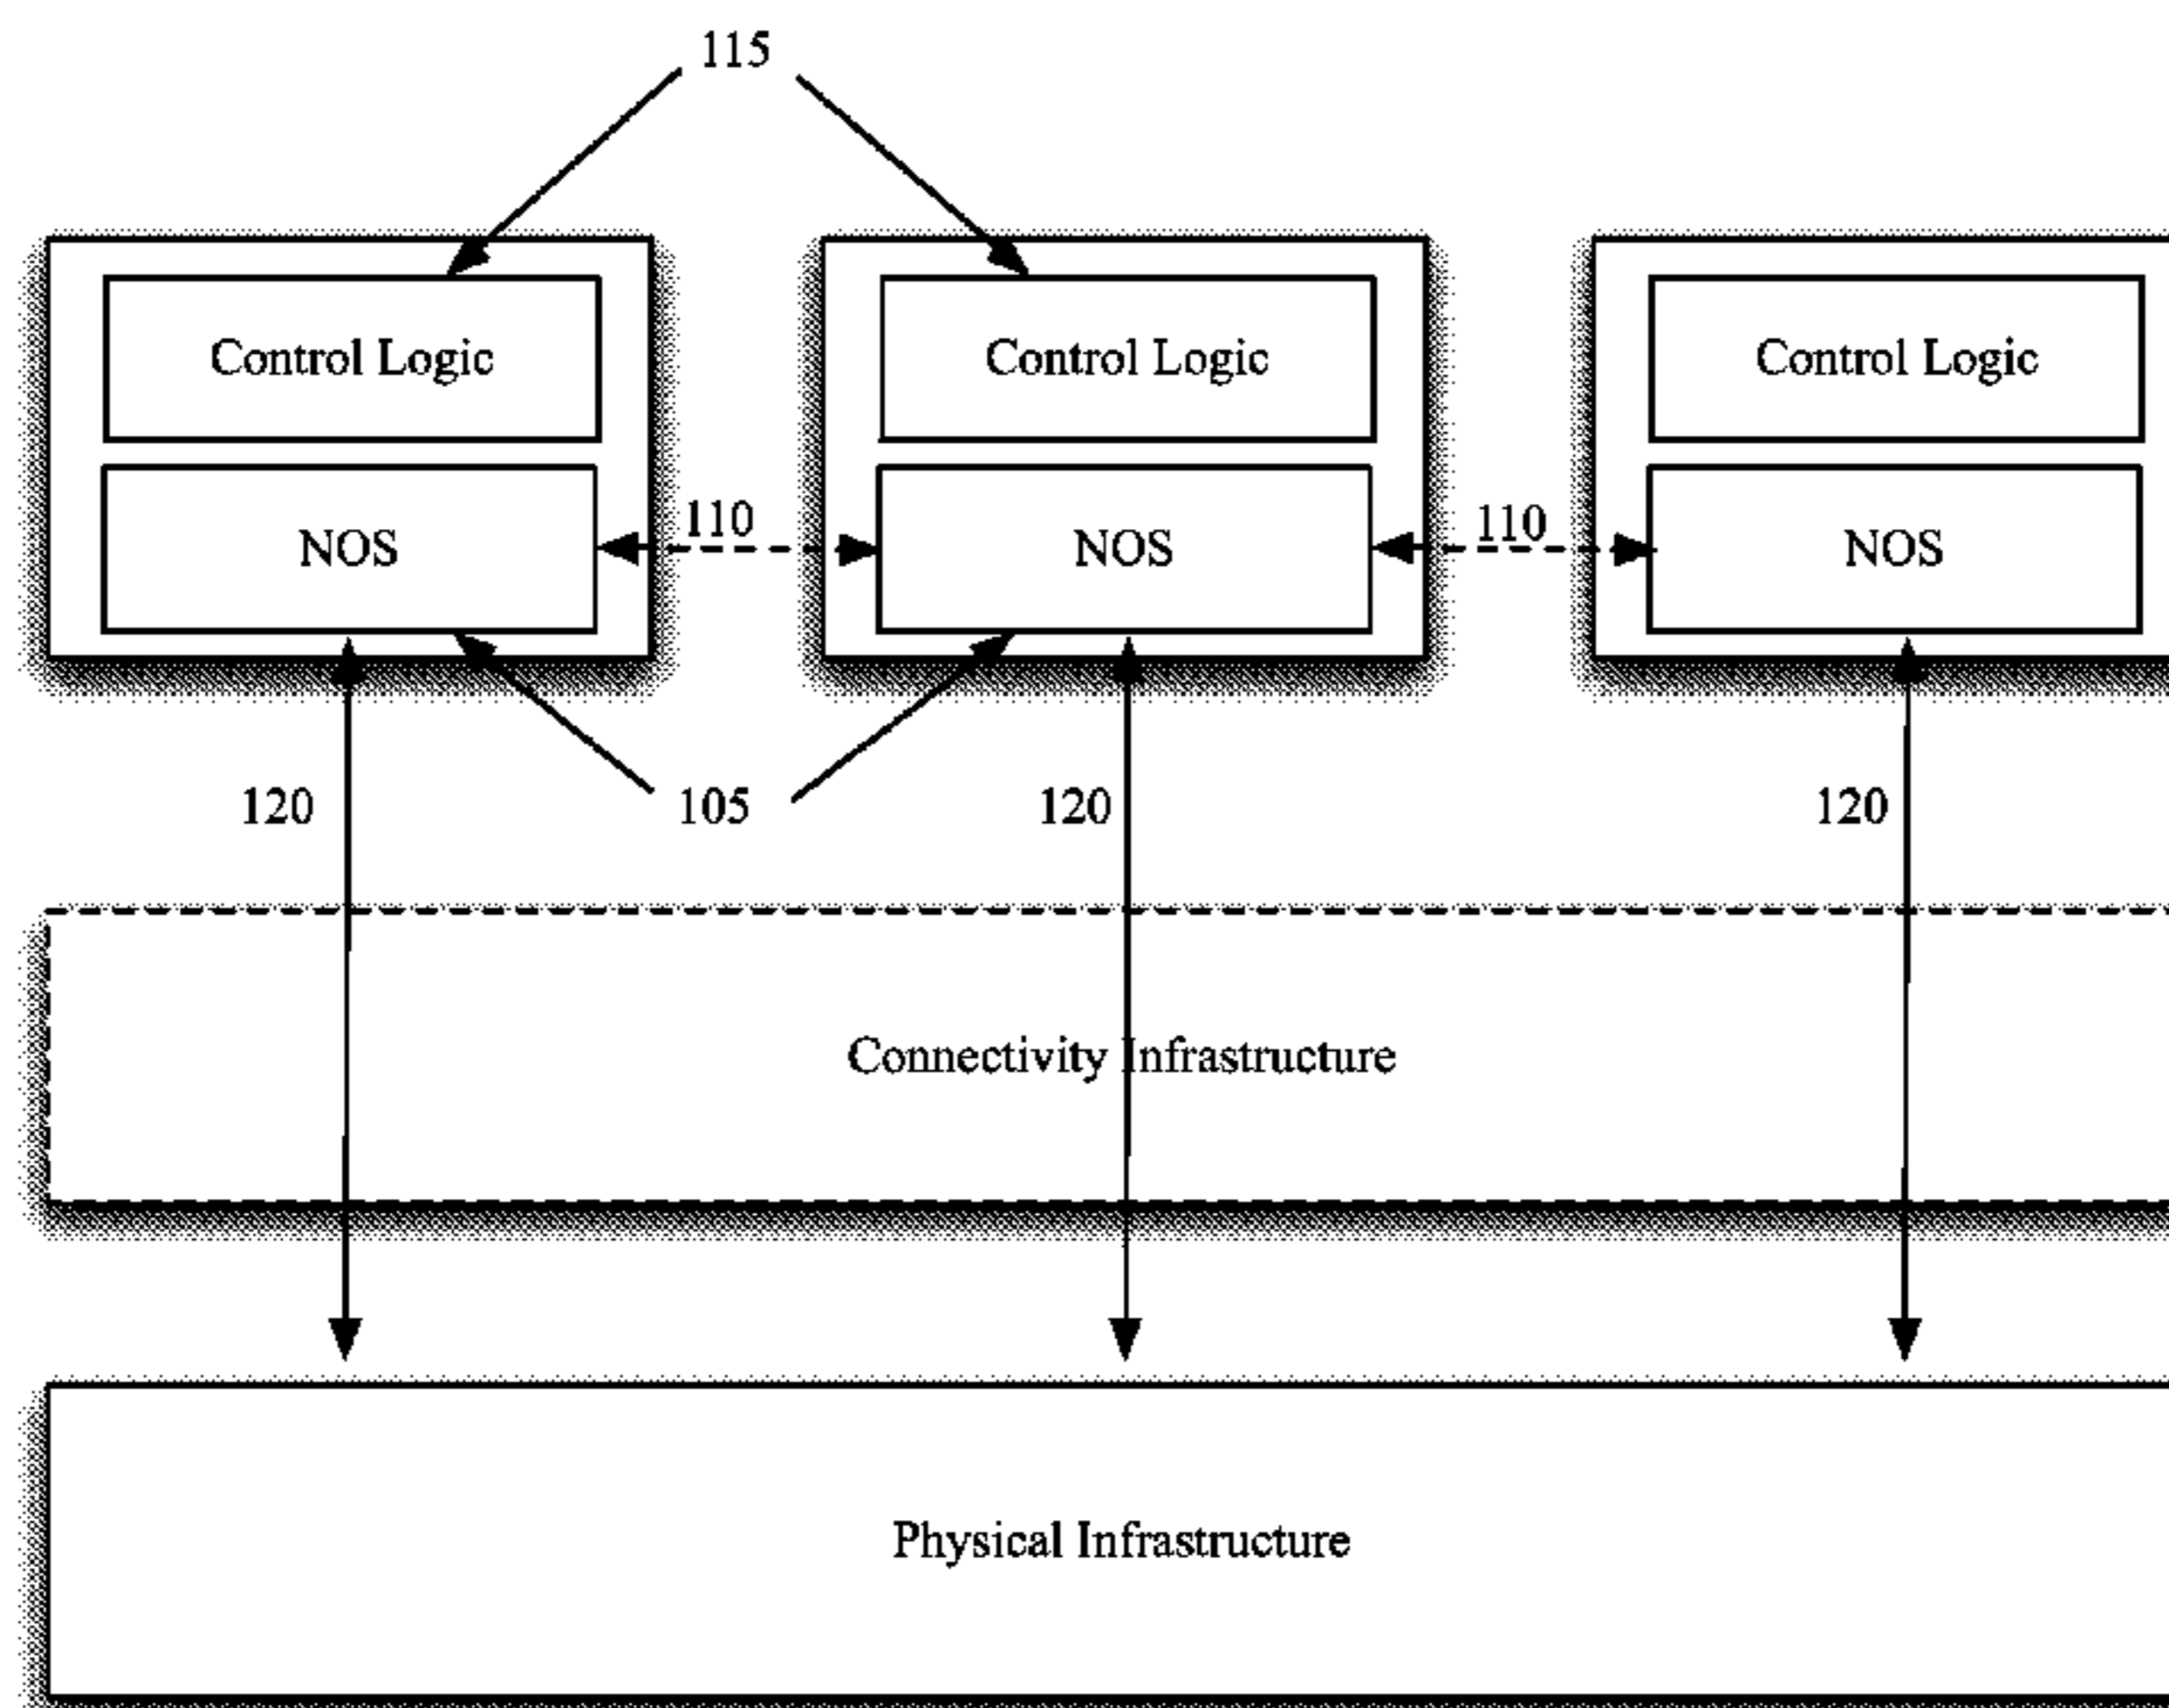 115
Control Logic
Control Logic
Control Logic
110
110
NOS
NOS
NOS
120
105
120
120
Connectivity Infrastructure
Physical Infrastructure